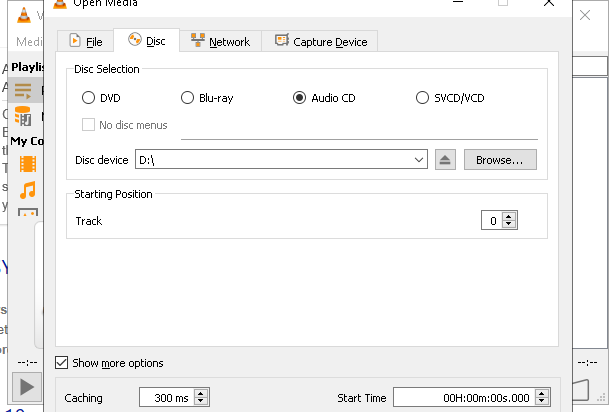 Open Media
V
Medi
File
Disc
Network
Capture Device
Playlis
Disc Selection
DVD
Blu-ray
Audio CD
SVCD/VCD
No disc menus
My Co
Disc device
D:\
Browse...
Starting Position
Track
0
Show more options
--:--
--:--
Caching
300 ms
Start Time
00H:00m:00s.000